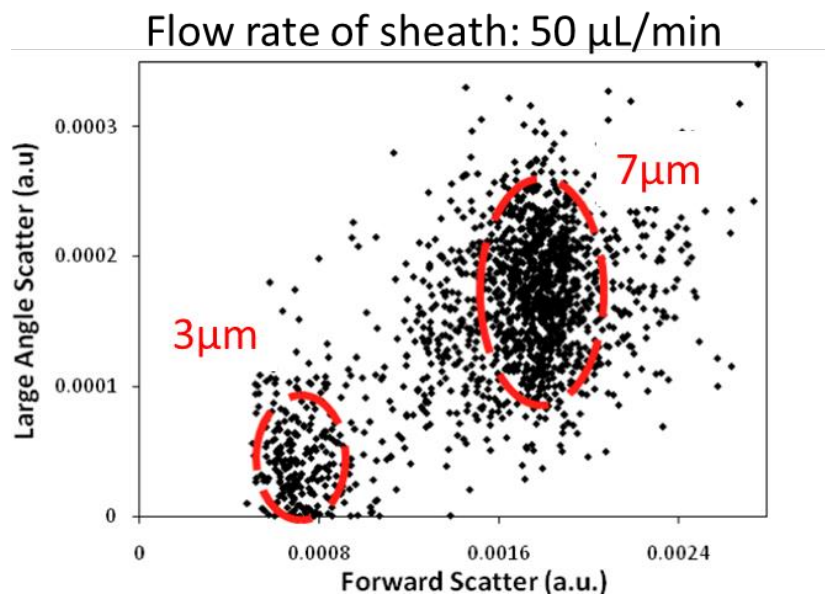 Flow rate of sheath: 50 µL/min
Large Angle Scatter (a.u)
0.0003
7µm
0.0002
3µm
0.0001
0
0
0.0008
0.0016
0.0024
Forward Scatter (a.u.)